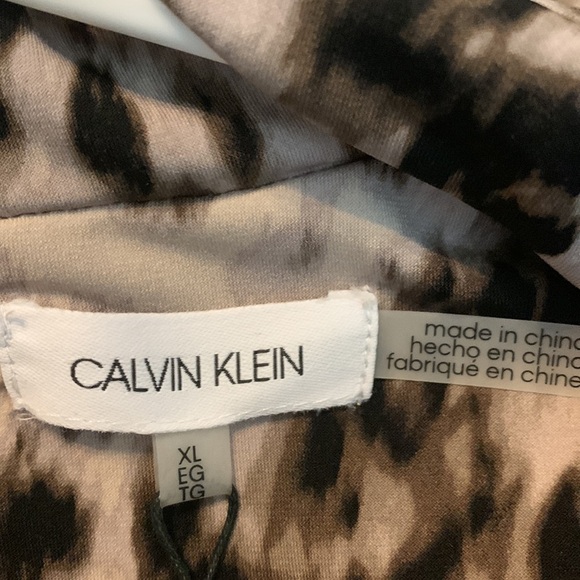 CALVIN KLEIN
XL
EG
TG
made in china
hecho en china
fabriqué en chine